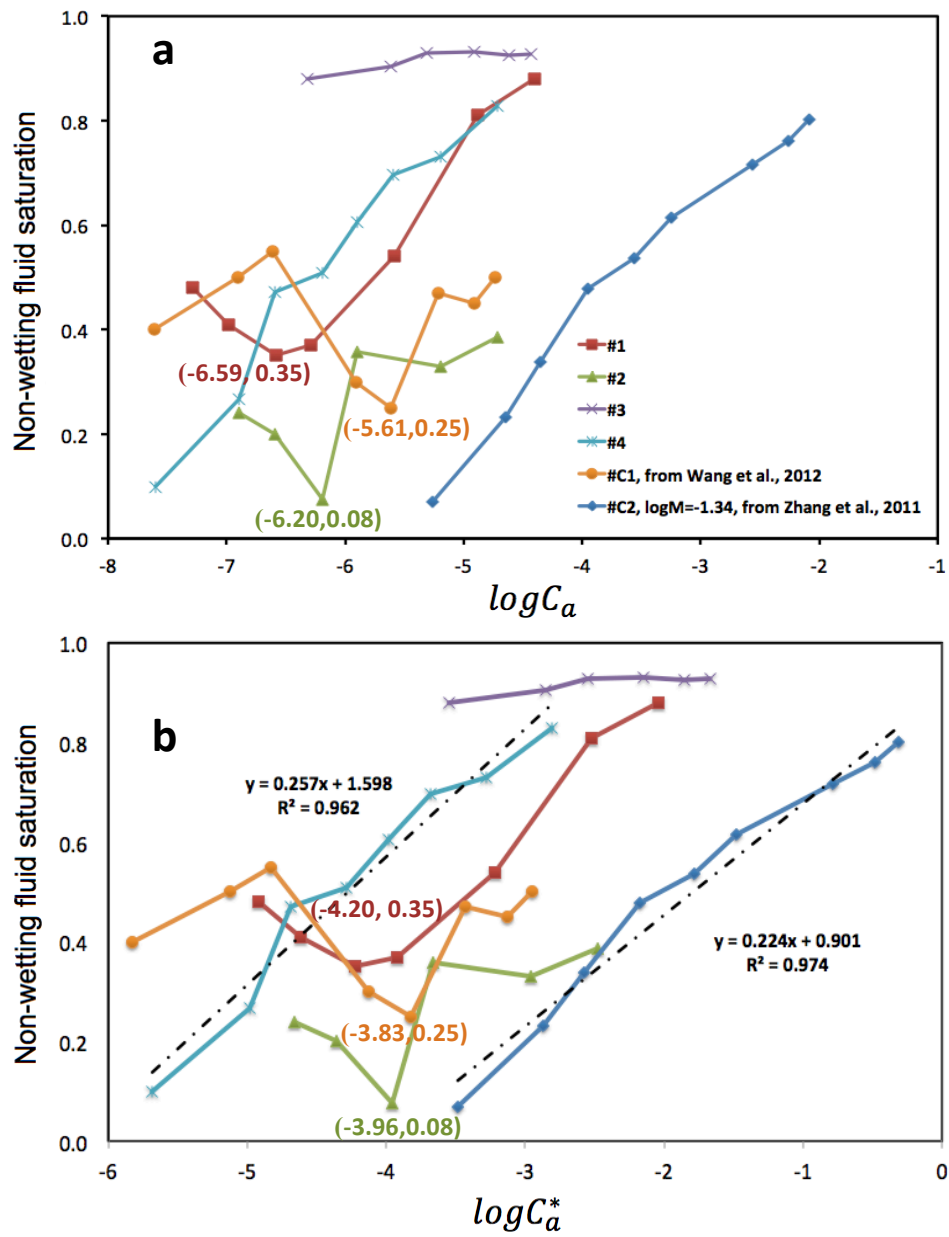 a
1.0
0.8
0.6
0.4
0.2
0.0
Non-wetting fluid saturation
(-6.59, 0.35)
(-5.61,0.25)
(-6.20,0.08)
#1
#2
#3
#4
#C1, from Wang et al., 2012
#C2, logM=-1.34, from Zhang et al., 2011
-8 -7 -6 -5 -4 -3 -2 -1
logCₐ
b
1.0
0.8
0.6
0.4
0.2
0.0
Non-wetting fluid saturation
y = 0.257x + 1.598
R² = 0.962
(-4.20, 0.35)
y = 0.224x + 0.901
R² = 0.974
(-3.83,0.25)
(-3.96,0.08)
-6 -5 -4 -3 -2 -1 0
logCₐ*